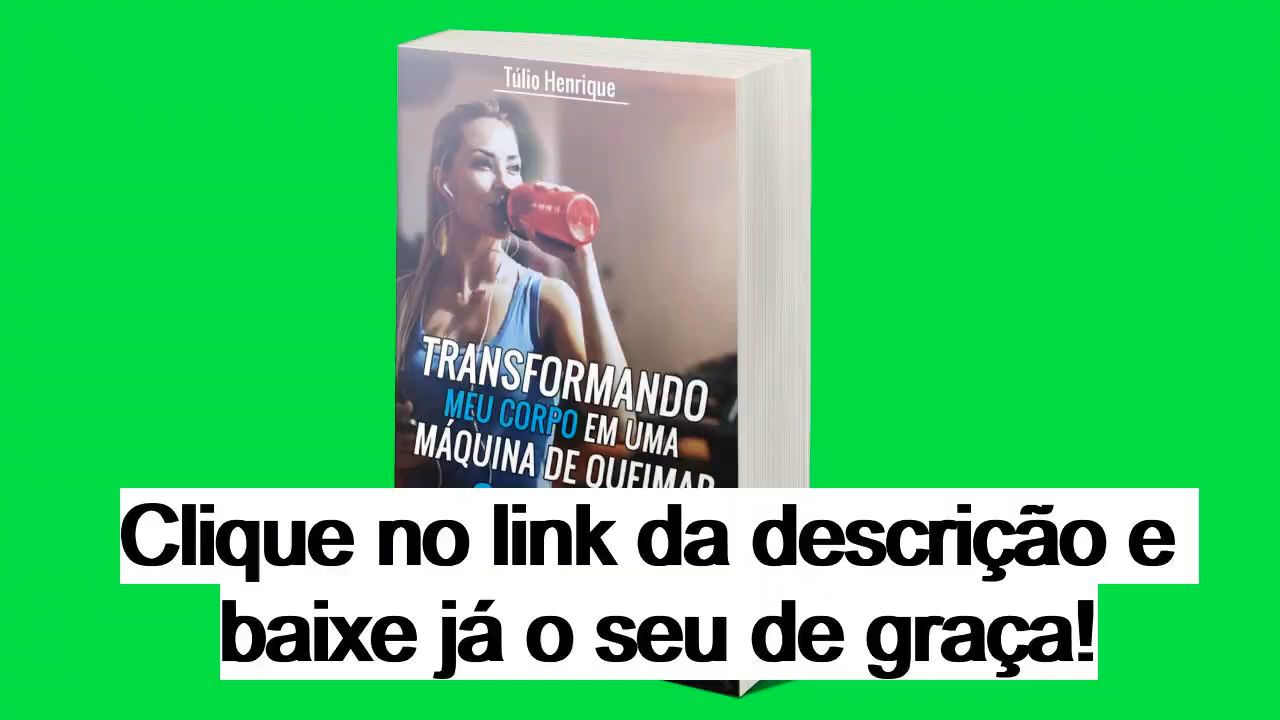 Túlio Henrique
TRANSFORMANDO
MEU CORPO EM UMA
MÁQUINA DE QUEIMAR
Clique no link da descrição e
baixe já o seu de graça!